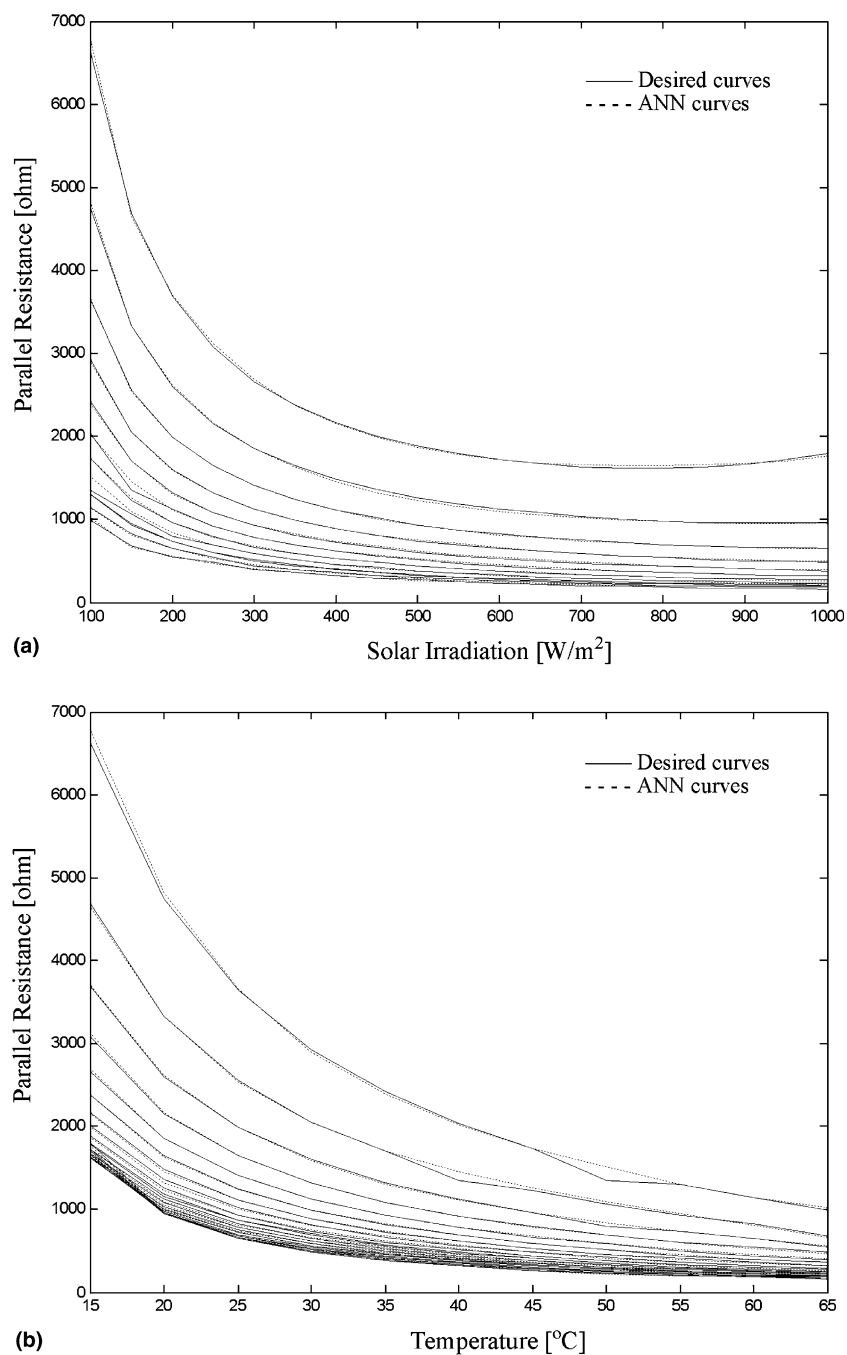 7000
6000
5000
4000
3000
2000
1000
0
Parallel Resistance [ohm]
Desired curves
ANN curves
100 200 300 400 500 600 700 800 900 1000
(a)
Solar Irradiation [W/m²]
7000
6000
5000
4000
3000
2000
1000
0
Parallel Resistance [ohm]
Desired curves
ANN curves
15 20 25 30 35 40 45 50 55 60 65
(b)
Temperature [°C]